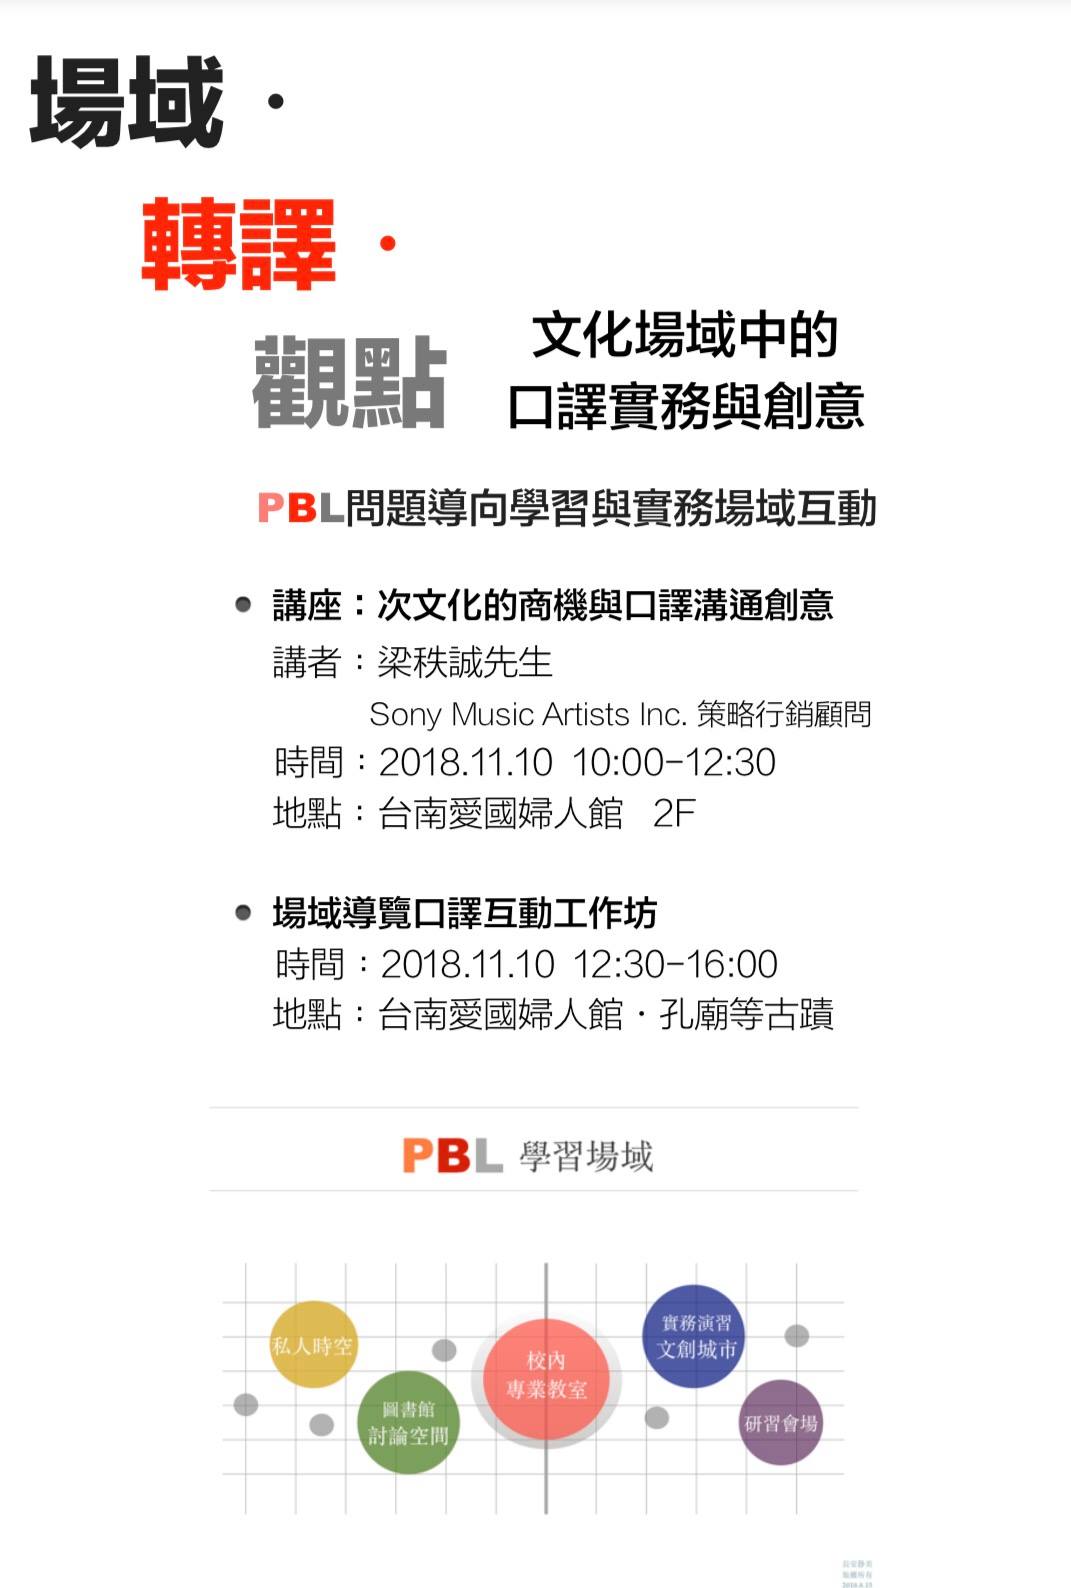 場域・
轉譯・
觀點
文化場域中的
口譯實務與創意
PBL問題導向學習與實務場域互動
• 講座：次文化的商機與口譯溝通創意
講者：梁秩誠先生
Sony Music Artists Inc. 策略行銷顧問
時間：2018.11.10 10:00-12:30
地點：台南愛國婦人館 2F
• 場域導覽口譯互動工作坊
時間：2018.11.10 12:30-16:00
地點：台南愛國婦人館・孔廟等古蹟
PBL 學習場域
私人時空
圖書館
討論空間
校內
專業教室
實務演習
文創城市
研習會場
版權所有